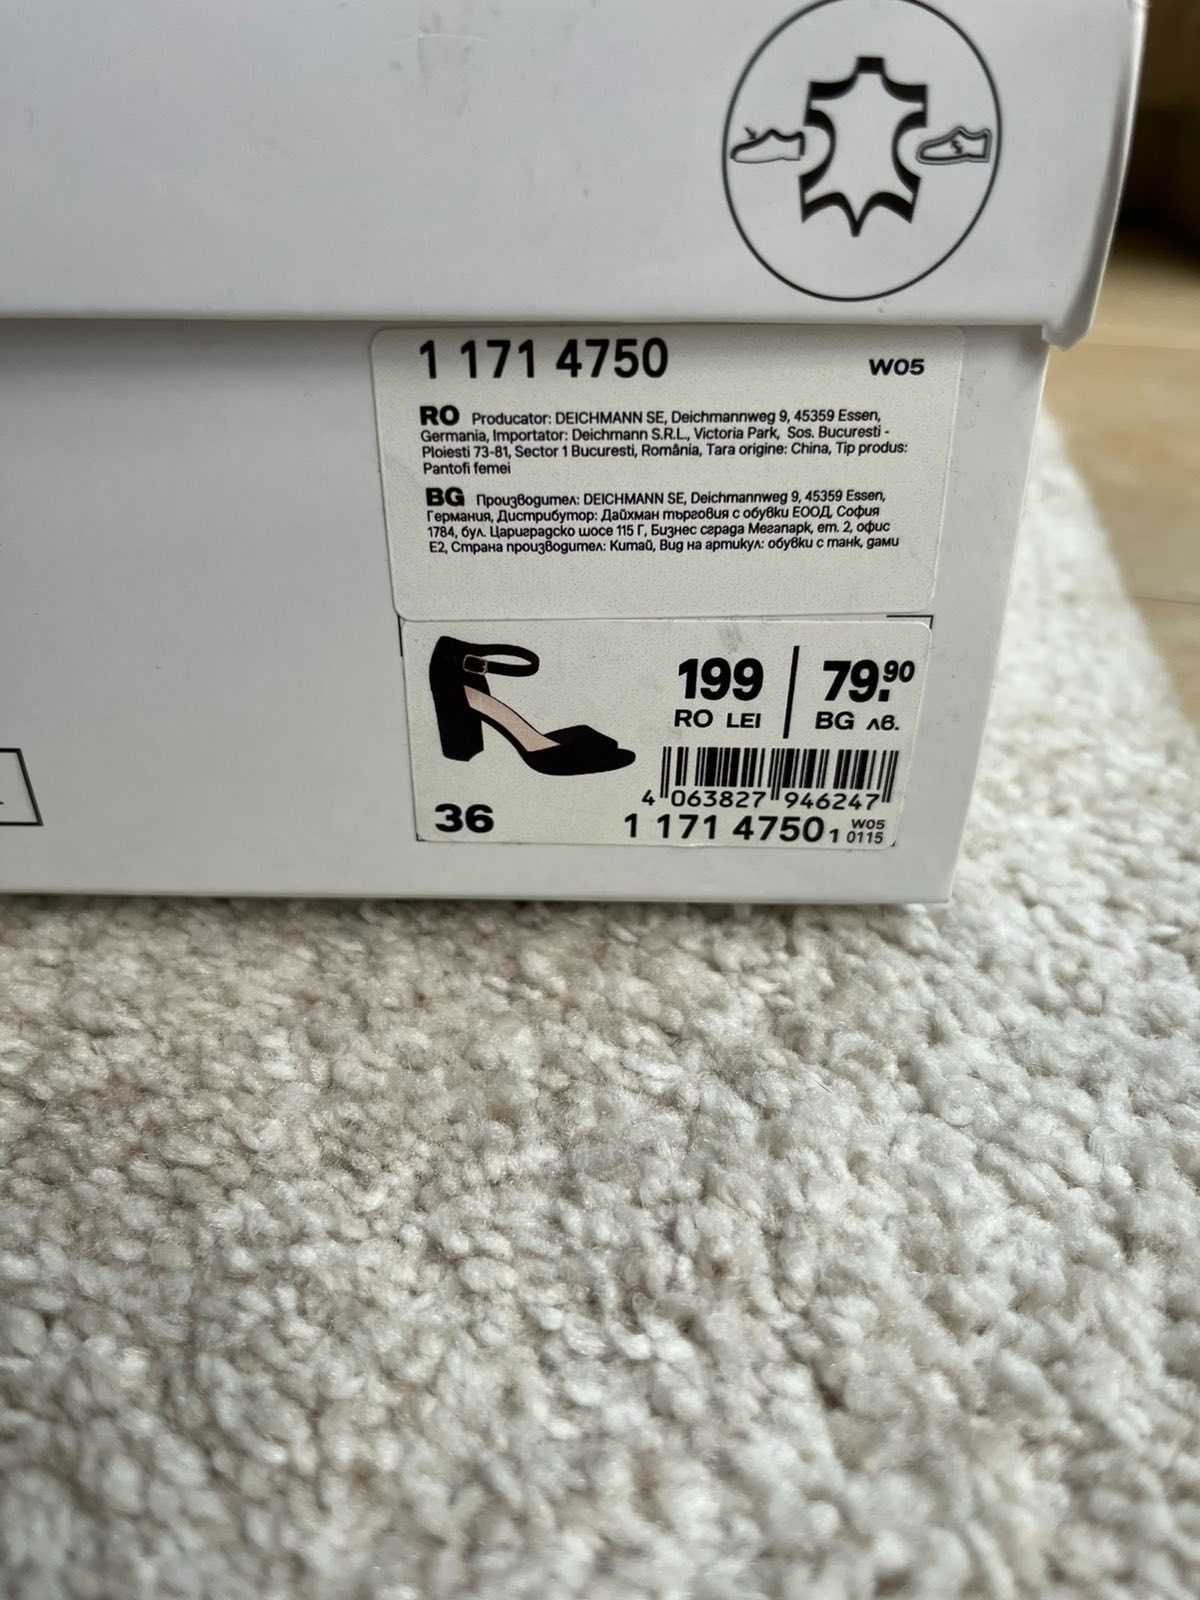 1 171 4750
W05
RO Producator: DEICHMANN SE, Deichmannweg 9, 45359 Essen,
Germania, Importator: Deichmann S.R.L., Victoria Park, Sos. Bucuresti -
Ploiesti 73-81, Sector 1 Bucuresti, România, Tara origine: China, Tip produs:
Pantofi femei
BG Производител: DEICHMANN SE, Deichmannweg 9, 45359 Essen,
Германия, Дистрибутор: Дайхман търговия с обувки ЕООД, София
1784, бул. Цариградско шосе 115 Г, Бизнес сграда Мегапарк, ет. 2, офис
Е2, Страна производител: Китай, Вид на артикул: обувки с танк, дами
199
RO LEI
79.90
BG лв.
4 063827 946247
36
1 171 4750 1 W05
0115